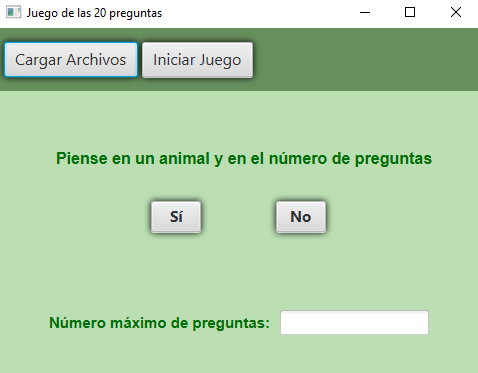 Juego de las 20 preguntas
Cargar Archivos Iniciar Juego
Piense en un animal y en el número de preguntas
Sí No
Número máximo de preguntas: